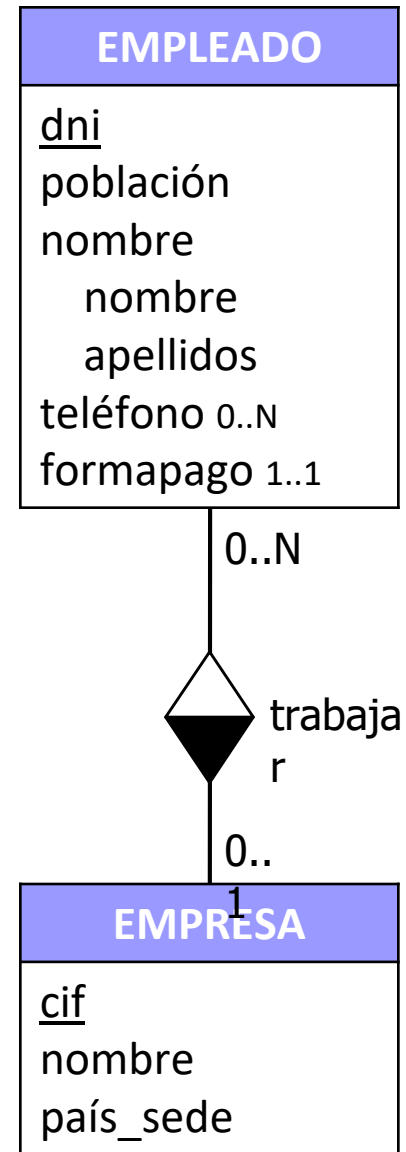 EMPLEADO
dni
población
nombre
nombre
apellidos
teléfono 0..N
formapago 1..1
0..N
trabaja
r
0..
1
EMPRESA
cif
nombre
país_sede